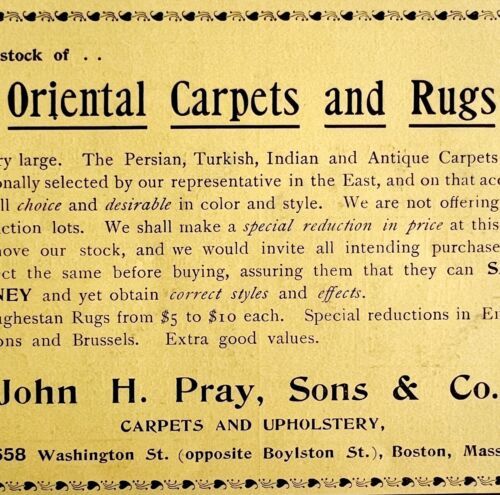 stock of . .
Oriental Carpets and Rugs
ry large. The Persian, Turkish, Indian and Antique Carpets
onally selected by our representative in the East, and on that acc
ll choice and desirable in color and style. We are not offering
ction lots. We shall make a special reduction in price at this
nove our stock, and we would invite all intending purchase
ect the same before buying, assuring them that they can S
NEY and yet obtain correct styles and effects.
ghestan Rugs from $5 to $10 each. Special reductions in En
ons and Brussels. Extra good values.
John H. Pray, Sons & Co.
CARPETS AND UPHOLSTERY,
658 Washington St. (opposite Boylston St.), Boston, Mass